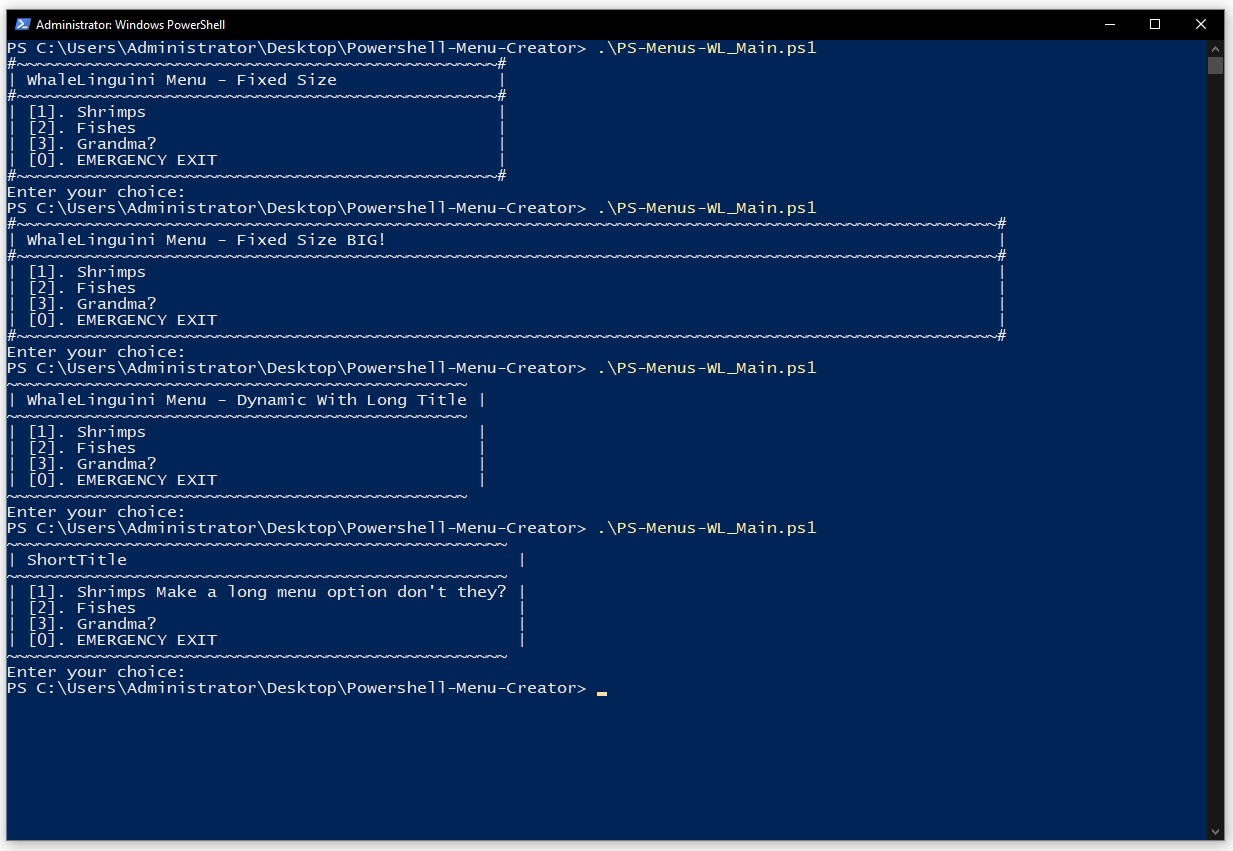 Administrator: Windows PowerShell
PS C:\Users\Administrator\Desktop\Powershell-Menu-Creator> .\PS-Menus-WL_Main.ps1
#~~~~~~~~~~~~~~~~~~~~~~~~~~~~~~~~~~~~~~~~~~~~~~~~#
| WhaleLinguini Menu - Fixed Size                |
#~~~~~~~~~~~~~~~~~~~~~~~~~~~~~~~~~~~~~~~~~~~~~~~~#
| [1]. Shrimps                                   |
| [2]. Fishes                                    |
| [3]. Grandma?                                  |
| [0]. EMERGENCY EXIT                            |
#~~~~~~~~~~~~~~~~~~~~~~~~~~~~~~~~~~~~~~~~~~~~~~~~#
Enter your choice:
PS C:\Users\Administrator\Desktop\Powershell-Menu-Creator> .\PS-Menus-WL_Main.ps1
#~~~~~~~~~~~~~~~~~~~~~~~~~~~~~~~~~~~~~~~~~~~~~~~~~~~~~~~~~~~~~~~~~~~~~~~~~~~~~~~~~~~~~~~~~~~~~~~~~~#
| WhaleLinguini Menu - Fixed Size BIG!                                                             |
#~~~~~~~~~~~~~~~~~~~~~~~~~~~~~~~~~~~~~~~~~~~~~~~~~~~~~~~~~~~~~~~~~~~~~~~~~~~~~~~~~~~~~~~~~~~~~~~~~~#
| [1]. Shrimps                                                                                     |
| [2]. Fishes                                                                                      |
| [3]. Grandma?                                                                                    |
| [0]. EMERGENCY EXIT                                                                              |
#~~~~~~~~~~~~~~~~~~~~~~~~~~~~~~~~~~~~~~~~~~~~~~~~~~~~~~~~~~~~~~~~~~~~~~~~~~~~~~~~~~~~~~~~~~~~~~~~~~#
Enter your choice:
PS C:\Users\Administrator\Desktop\Powershell-Menu-Creator> .\PS-Menus-WL_Main.ps1
~~~~~~~~~~~~~~~~~~~~~~~~~~~~~~~~~~~~~~~~~~~~~~
| WhaleLinguini Menu - Dynamic With Long Title |
~~~~~~~~~~~~~~~~~~~~~~~~~~~~~~~~~~~~~~~~~~~~~~
| [1]. Shrimps                                 |
| [2]. Fishes                                  |
| [3]. Grandma?                                |
| [0]. EMERGENCY EXIT                          |
~~~~~~~~~~~~~~~~~~~~~~~~~~~~~~~~~~~~~~~~~~~~~~
Enter your choice:
PS C:\Users\Administrator\Desktop\Powershell-Menu-Creator> .\PS-Menus-WL_Main.ps1
~~~~~~~~~~~~~~~~~~~~~~~~~~~~~~~~~~~~~~~~~~~~~~~~~~
| ShortTitle                                       |
~~~~~~~~~~~~~~~~~~~~~~~~~~~~~~~~~~~~~~~~~~~~~~~~~~
| [1]. Shrimps Make a long menu option don't they? |
| [2]. Fishes                                      |
| [3]. Grandma?                                    |
| [0]. EMERGENCY EXIT                              |
~~~~~~~~~~~~~~~~~~~~~~~~~~~~~~~~~~~~~~~~~~~~~~~~~~
Enter your choice:
PS C:\Users\Administrator\Desktop\Powershell-Menu-Creator>